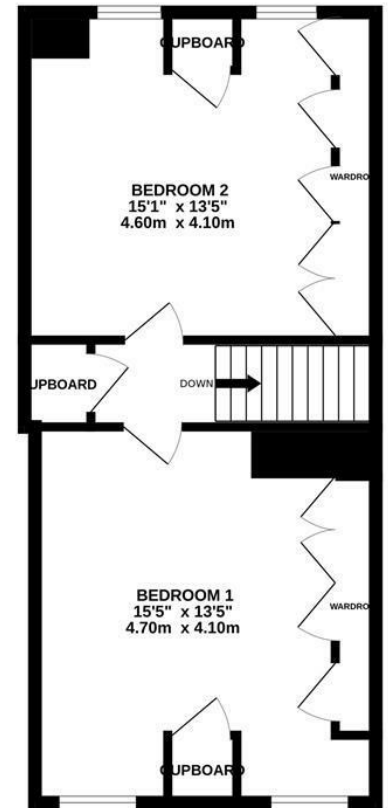 CUPBOARD
WARDRO
BEDROOM 2
15'1" x 13'5"
4.60m x 4.10m
UPBOARD
DOWN
BEDROOM 1
15'5" x 13'5"
4.70m x 4.10m
WARDRO
CUPBOARD